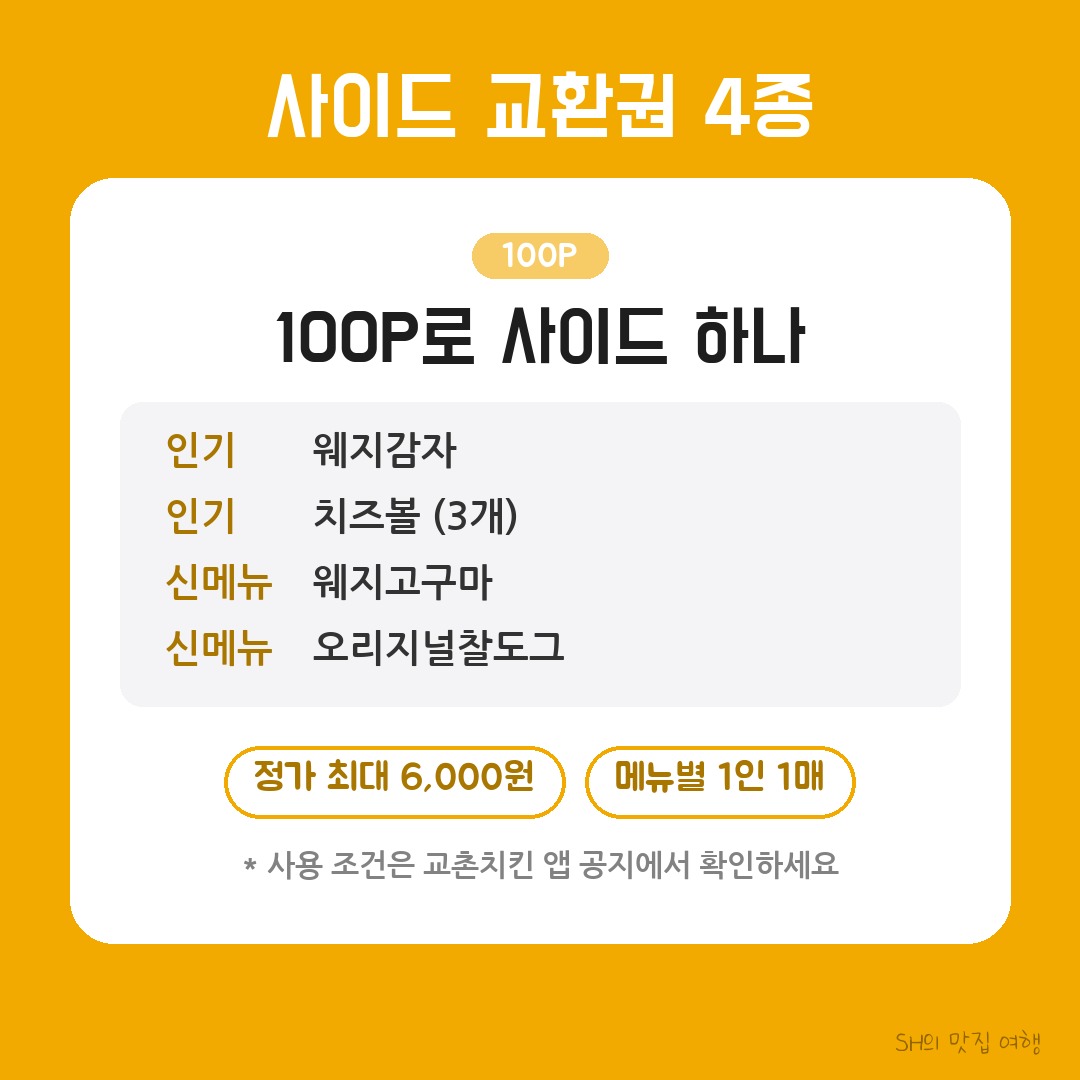 사이드 교환권 4종
100P
100P로 사이드 하나
인기 웨지감자
인기 치즈볼 (3개)
신메뉴 웨지고구마
신메뉴 오리지널찰도그
정가 최대 6,000원 메뉴별 1인 1매
* 사용 조건은 교촌치킨 앱 공지에서 확인하세요
SH의 맛집 여행